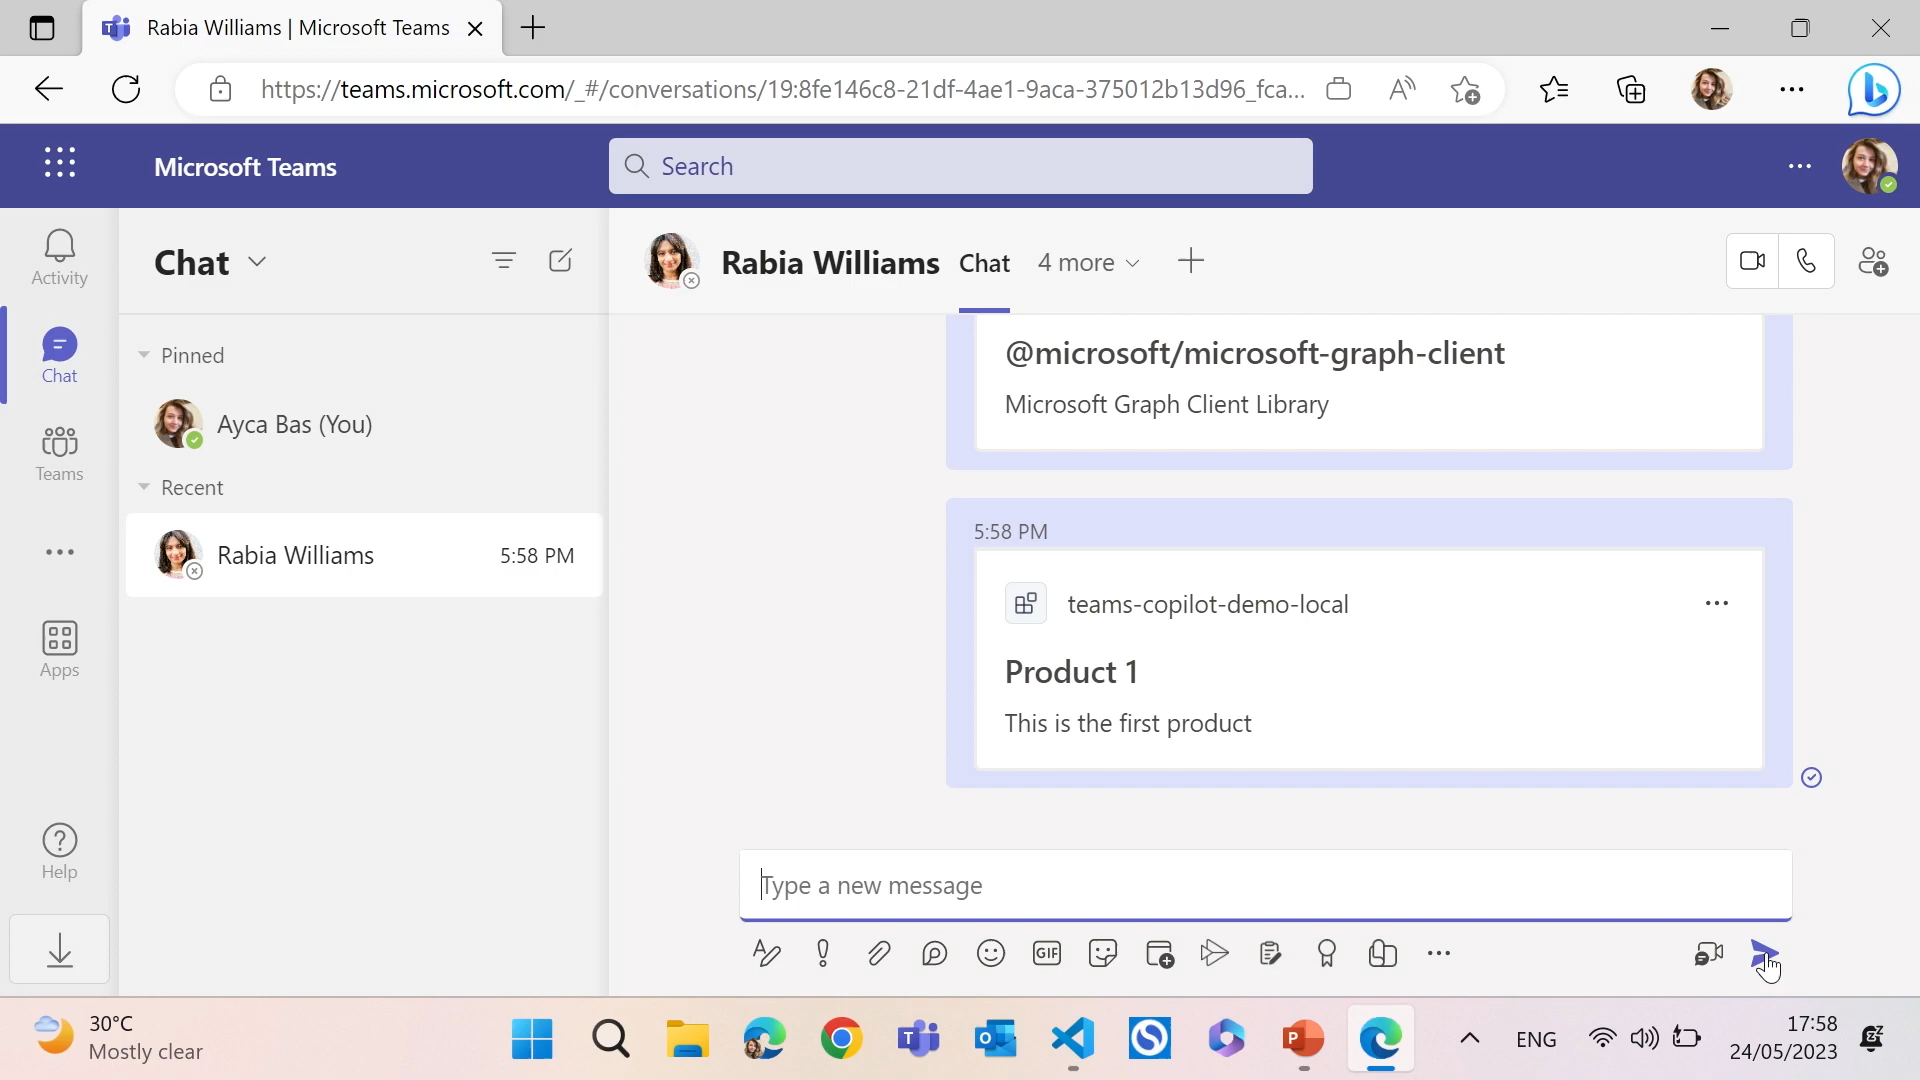 Rabia Williams | Microsoft Teams
https://teams.microsoft.com/_#/conversations/19:8fe146c8-21df-4ae1-9aca-375012b13d96_fca...
Microsoft Teams
Search
Activity
Chat
Teams
Apps
Help
Chat
Pinned
Ayca Bas (You)
Recent
Rabia Williams 5:58 PM
Rabia Williams Chat 4 more
@microsoft/microsoft-graph-client
Microsoft Graph Client Library
5:58 PM
teams-copilot-demo-local
Product 1
This is the first product
Type a new message
GIF
30°C
Mostly clear
ENG
17:58
24/05/2023